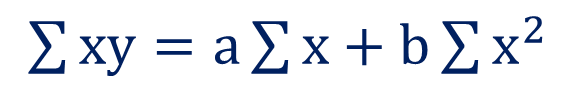 ∑ xy = a ∑ x + b ∑ x²